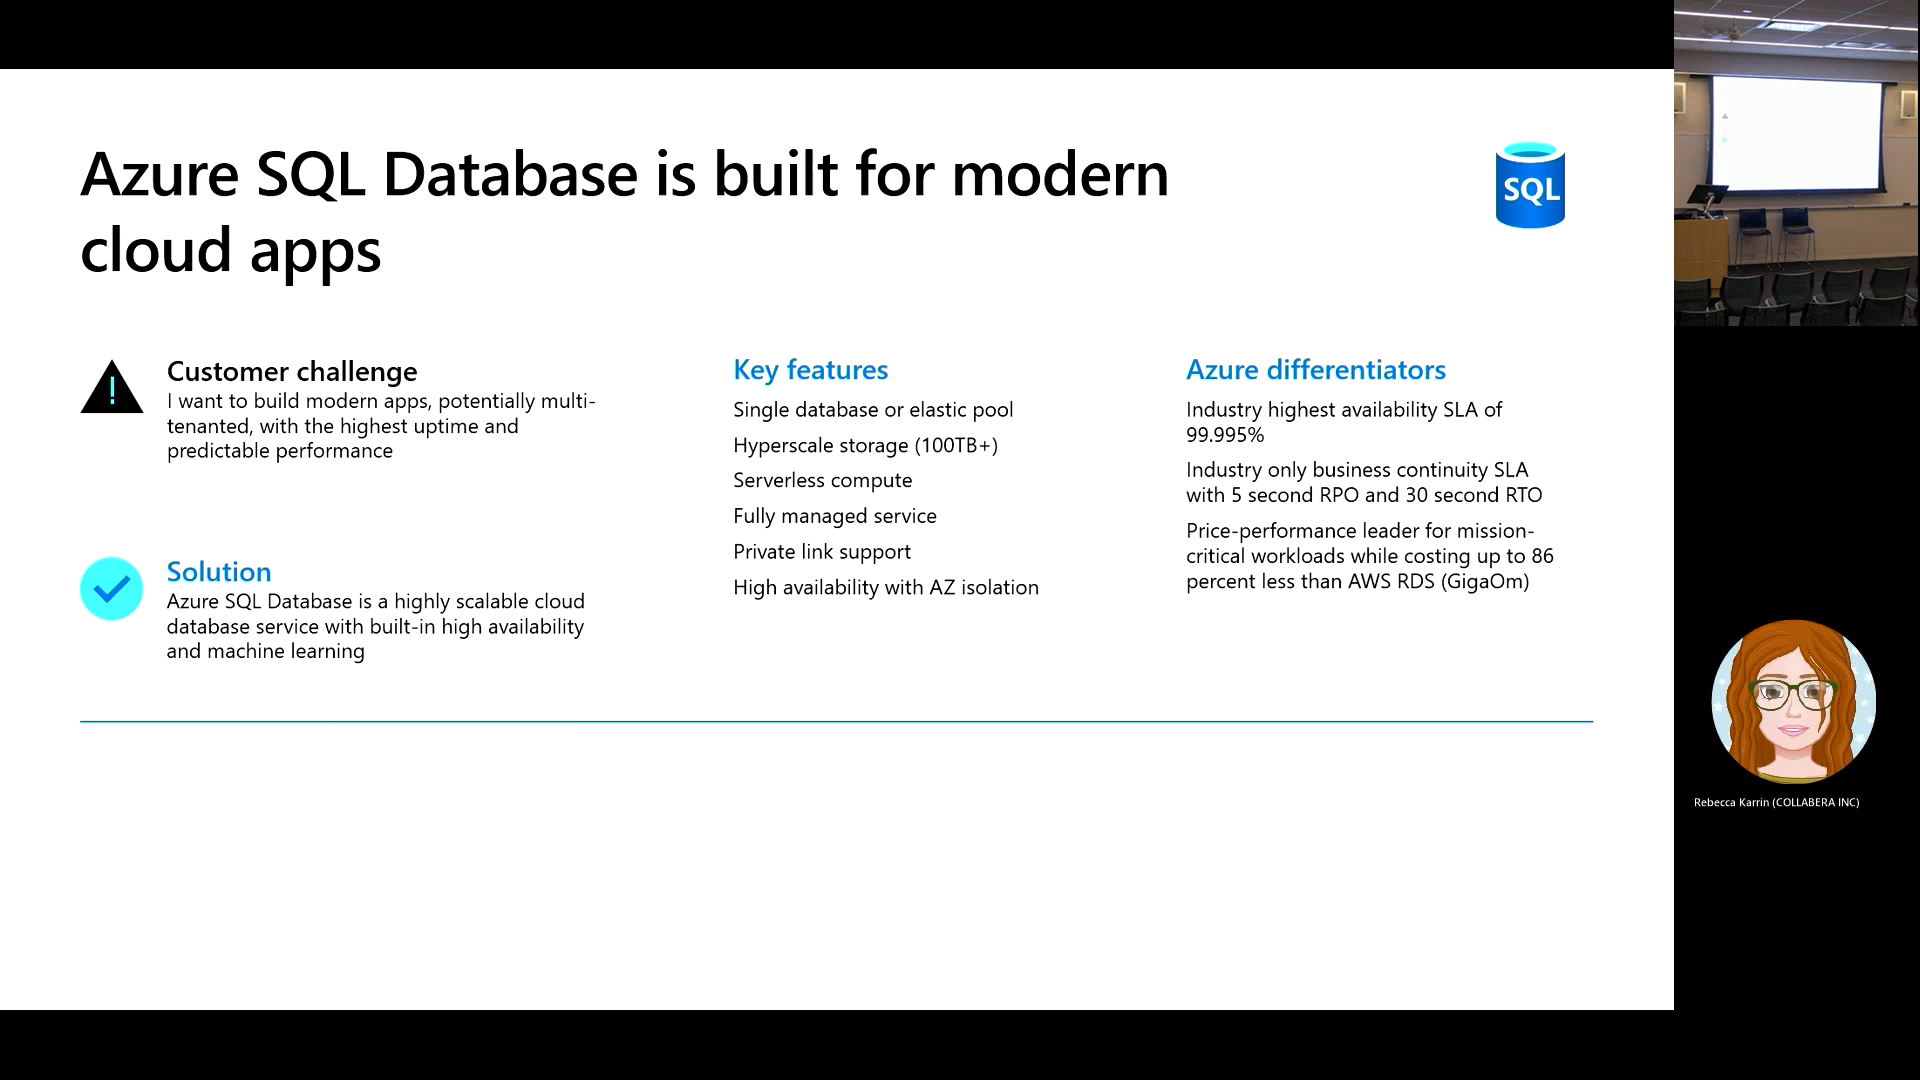 Azure SQL Database is built for modern
cloud apps
SQL
Customer challenge
I want to build modern apps, potentially multi-
tenanted, with the highest uptime and
predictable performance
Solution
Azure SQL Database is a highly scalable cloud
database service with built-in high availability
and machine learning
Key features
Single database or elastic pool
Hyperscale storage (100TB+)
Serverless compute
Fully managed service
Private link support
High availability with AZ isolation
Azure differentiators
Industry highest availability SLA of
99.995%
Industry only business continuity SLA
with 5 second RPO and 30 second RTO
Price-performance leader for mission-
critical workloads while costing up to 86
percent less than AWS RDS (GigaOm)
Rebecca Karrin (COLLABERA INC)